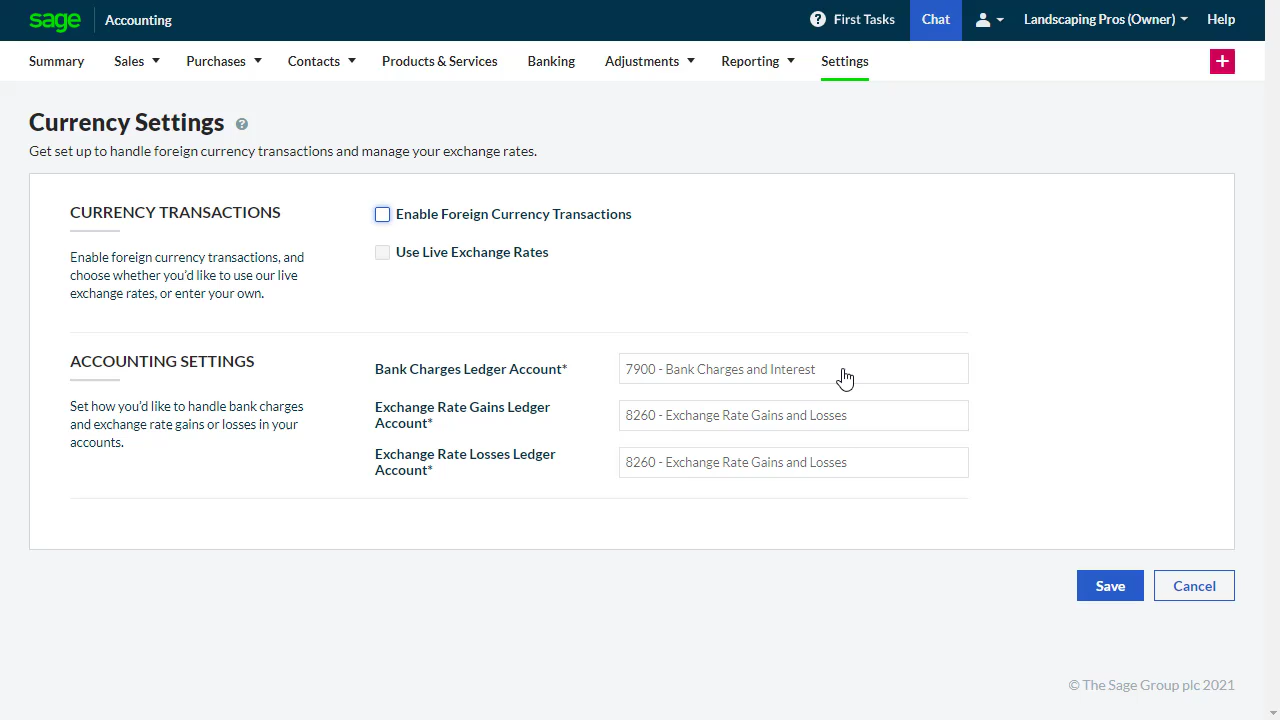 sage Accounting ? First Tasks Chat Landscaping Pros (Owner) Help
Summary Sales Purchases Contacts Products & Services Banking Adjustments Reporting Settings +
Currency Settings ?
Get set up to handle foreign currency transactions and manage your exchange rates.
CURRENCY TRANSACTIONS
Enable foreign currency transactions, and
choose whether you'd like to use our live
exchange rates, or enter your own.
Enable Foreign Currency Transactions
Use Live Exchange Rates
ACCOUNTING SETTINGS
Set how you'd like to handle bank charges
and exchange rate gains or losses in your
accounts.
Bank Charges Ledger Account*
7900 - Bank Charges and Interest
Exchange Rate Gains Ledger
Account*
8260 - Exchange Rate Gains and Losses
Exchange Rate Losses Ledger
Account*
8260 - Exchange Rate Gains and Losses
Save Cancel
© The Sage Group plc 2021